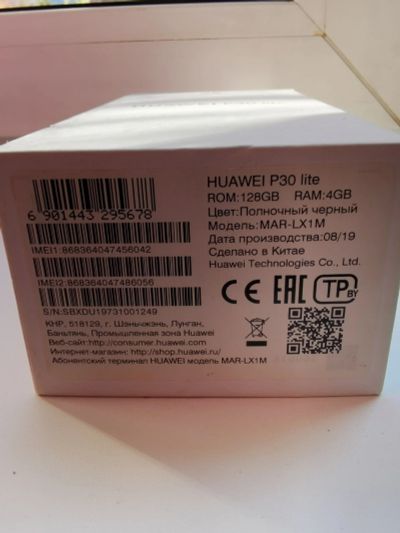 HUAWEI P30 lite
ROM:128GB RAM:4GB
Цвет:Полночный черный
Модель:MAR-LX1M
Дата производства:08/19
Сделано в Китае
Huawei Technologies Co., Ltd.
6 901443 295678
IMEI1:868364047456042
IMEI2:868364047486056
S/N:SBXDU19731001249
CE EAC TP BY
КНР, 518129, г. Шэньчжэнь, Лунган,
Баньтянь, Промышленная зона Huawei
Веб-сайт:http://consumer.huawei.com
Интернет-магазин: http://shop.huawei.ru/
Абонентский терминал HUAWEI модель MAR-LX1M